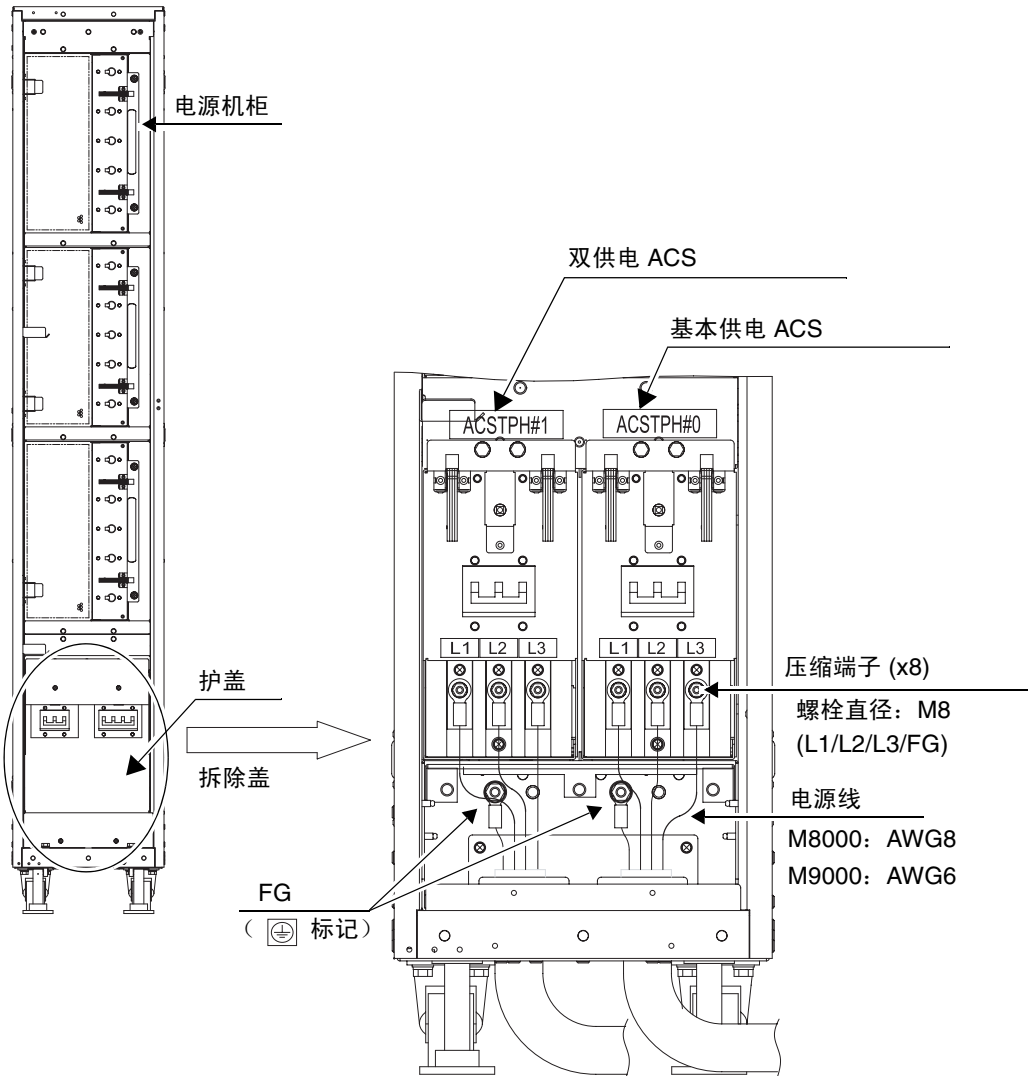 电源机柜
双供电 ACS
基本供电 ACS
ACSTPH#1
ACSTPH#0
L1 L2 L3
L1 L2 L3
压缩端子 (x8)
螺栓直径：M8
(L1/L2/L3/FG)
护盖
拆除盖
电源线
M8000：AWG8
M9000：AWG6
FG
（ 标记）